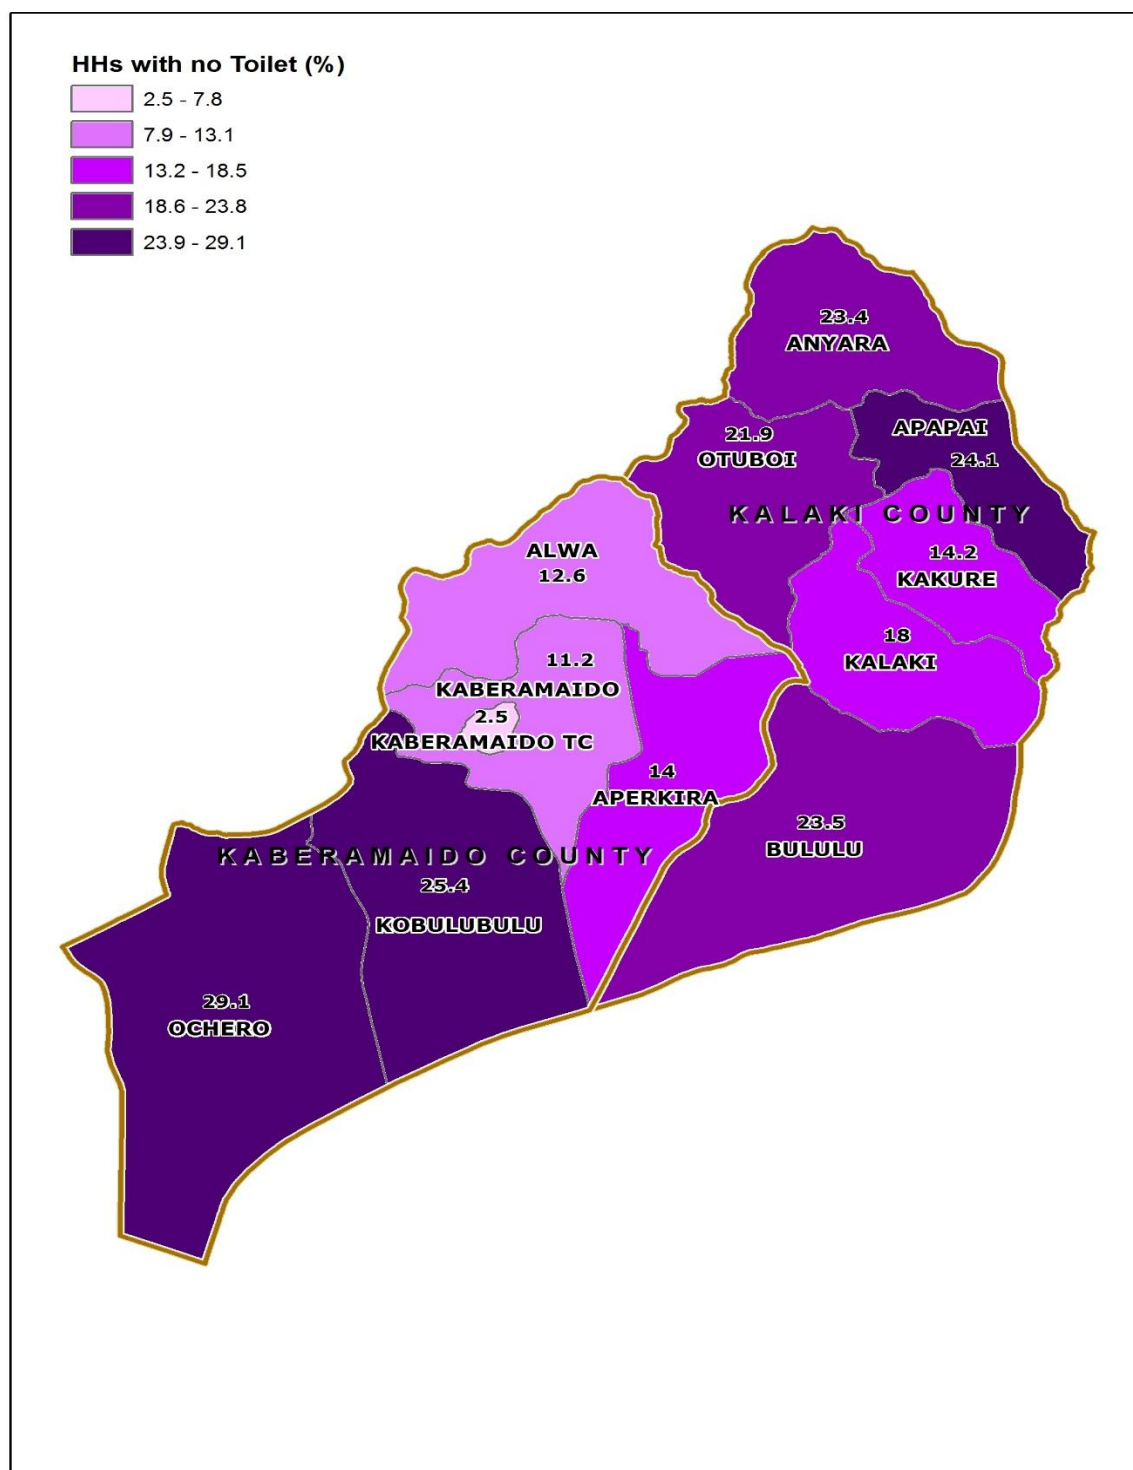 HHs with no Toilet (%)
2.5 - 7.8
7.9 - 13.1
13.2 - 18.5
18.6 - 23.8
23.9 - 29.1
23.4
ANYARA
APAPAI
24.1
21.9
OTUBOI
KALAKI COUNTY
14.2
KAKURE
ALWA
12.6
18
KALAKI
11.2
KABERAMAIDO
2.5
KABERAMAIDO TC
14
APERKIRA
23.5
BULULU
KABERAMAIDO COUNTY
25.4
KOBULUBULU
29.1
OCHERO